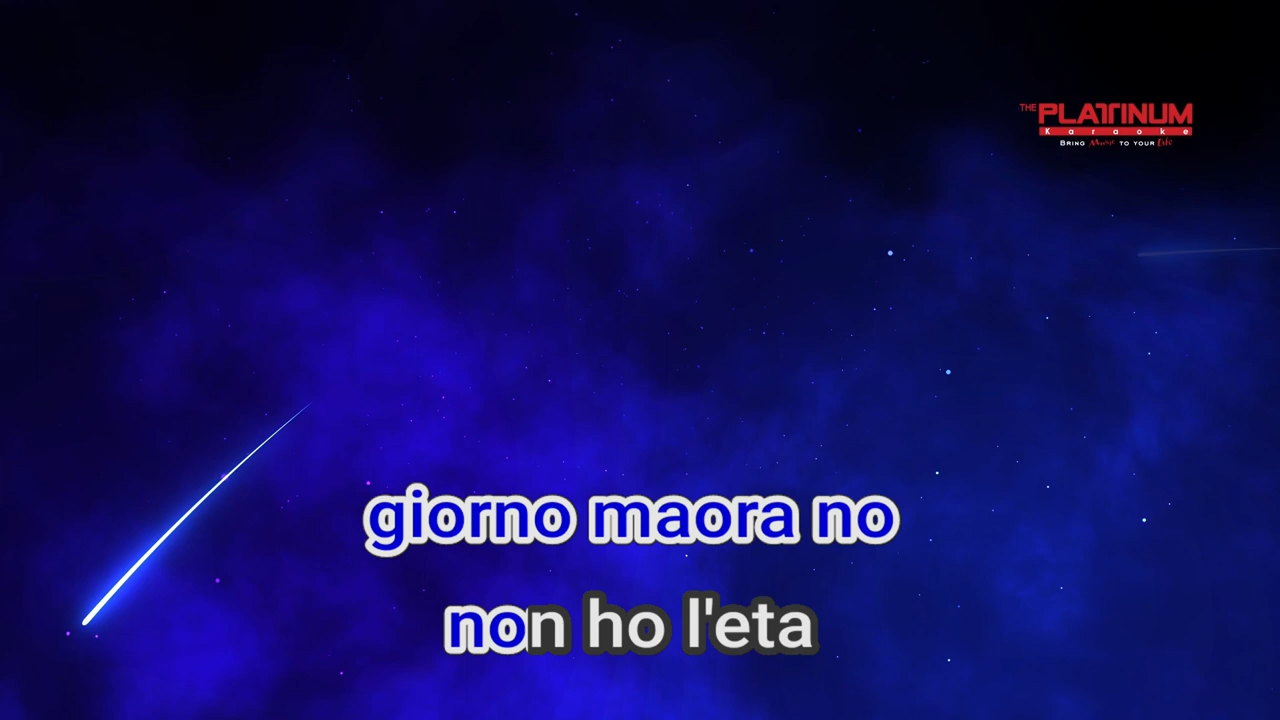 THE PLATINUM
Karaoke
BRING Music TO YOUR Life
giorno maora no
non ho l'eta